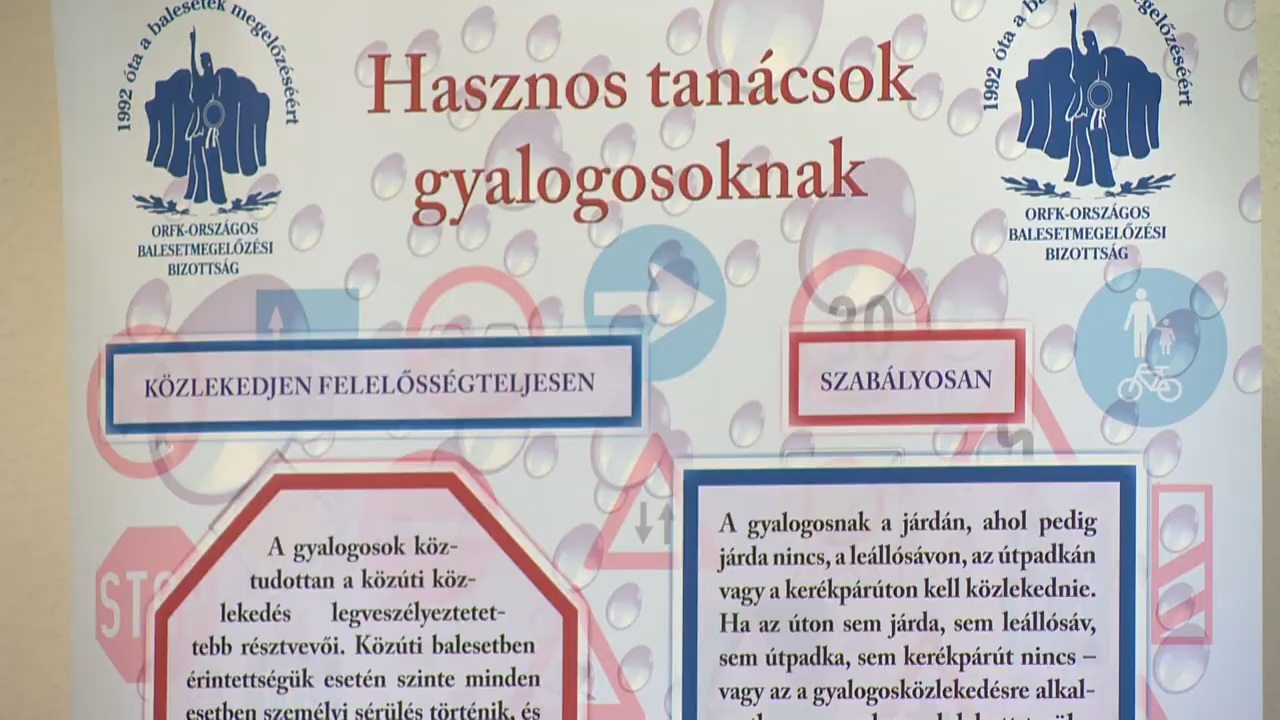 1992 óta a balesetek megelőzéséért
ORFK-ORSZÁGOS
BALESETMEGELŐZÉSI
BIZOTTSÁG
Hasznos tanácsok
gyalogosoknak
1992 óta a
egelőzéséért
ORFK-ORSZÁGOS
BALESETMEGELŐZÉSI
BIZOTTSÁG
30
KÖZLEKEDJEN FELELŐSSÉGTELJESEN
SZABÁLYOSAN
STO
A gyalogosok köz-
tudottan a közúti köz-
lekedés legveszélyeztetet-
tebb résztvevői. Közúti balesetben
érintettségük esetén szinte minden
esetben személyi sérülés történik, és
A gyalogosnak a járdán, ahol pedig
járda nincs, a leállósávon, az útpadkán
vagy a kerékpárúton kell közlekednie.
Ha az úton sem járda, sem leállósáv,
sem útpadka, sem kerékpárút nincs –
vagy az a gyalogosközlekedésre alkal-